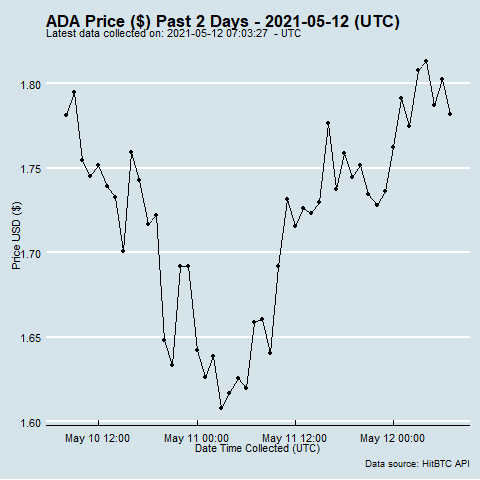 ADA Price ($) Past 2 Days - 2021-05-12 (UTC)
Latest data collected on: 2021-05-12 07:03:27 - UTC
1.80
1.75
1.70
1.65
1.60
Price USD ($)
May 10 12:00
May 11 00:00
May 11 12:00
May 12 00:00
Date Time Collected (UTC)
Data source: HitBTC API